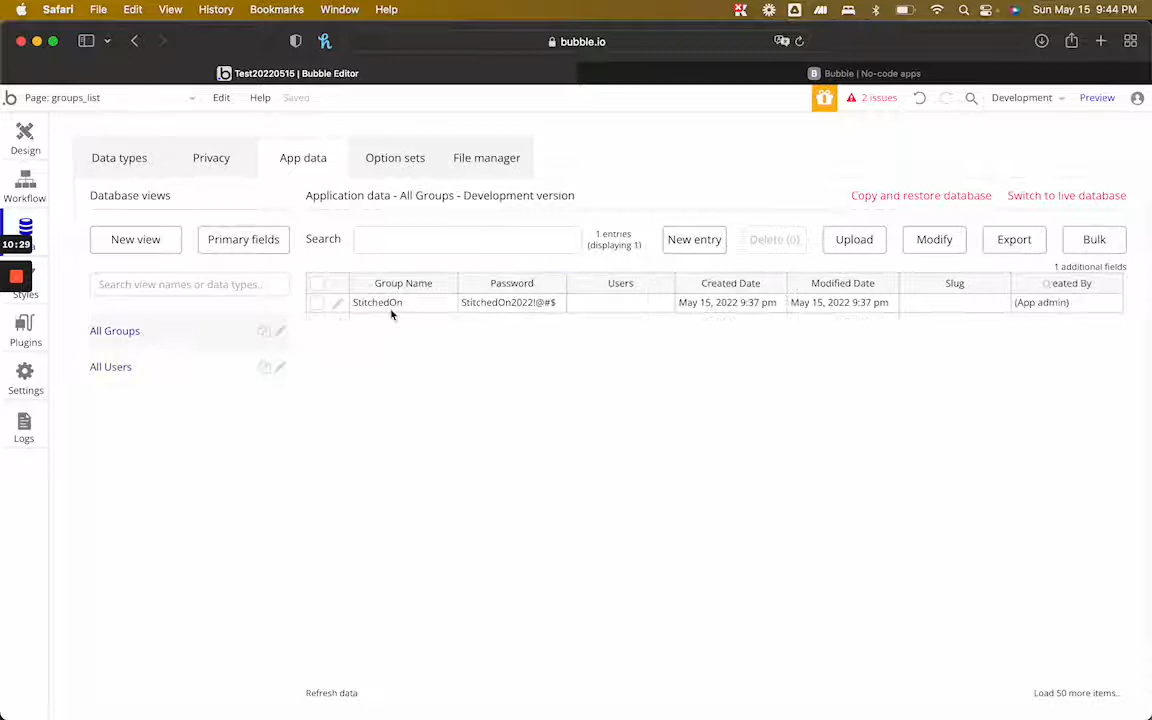 Safari File Edit View History Bookmarks Window Help Sun May 15 9:44 PM
bubble.io
Test20220515 | Bubble Editor
Bubble | No-code apps
Page: groups_list Edit Help Saved 2 issues Development Preview
Design
Workflow
10:29
Styles
Plugins
Settings
Logs
Data types Privacy App data Option sets File manager
Database views
Application data - All Groups - Development version
Copy and restore database Switch to live database
New view Primary fields
Search
1 entries
(displaying 1)
New entry Delete (0) Upload Modify Export Bulk
1 additional fields
Search view names or data types..
All Groups
All Users
Group Name Password Users Created Date Modified Date Slug
StitchedOn StitchedOn2022!@#$ May 15, 2022 9:37 pm May 15, 2022 9:37 pm (App admin)
Refresh data
Load 50 more items..